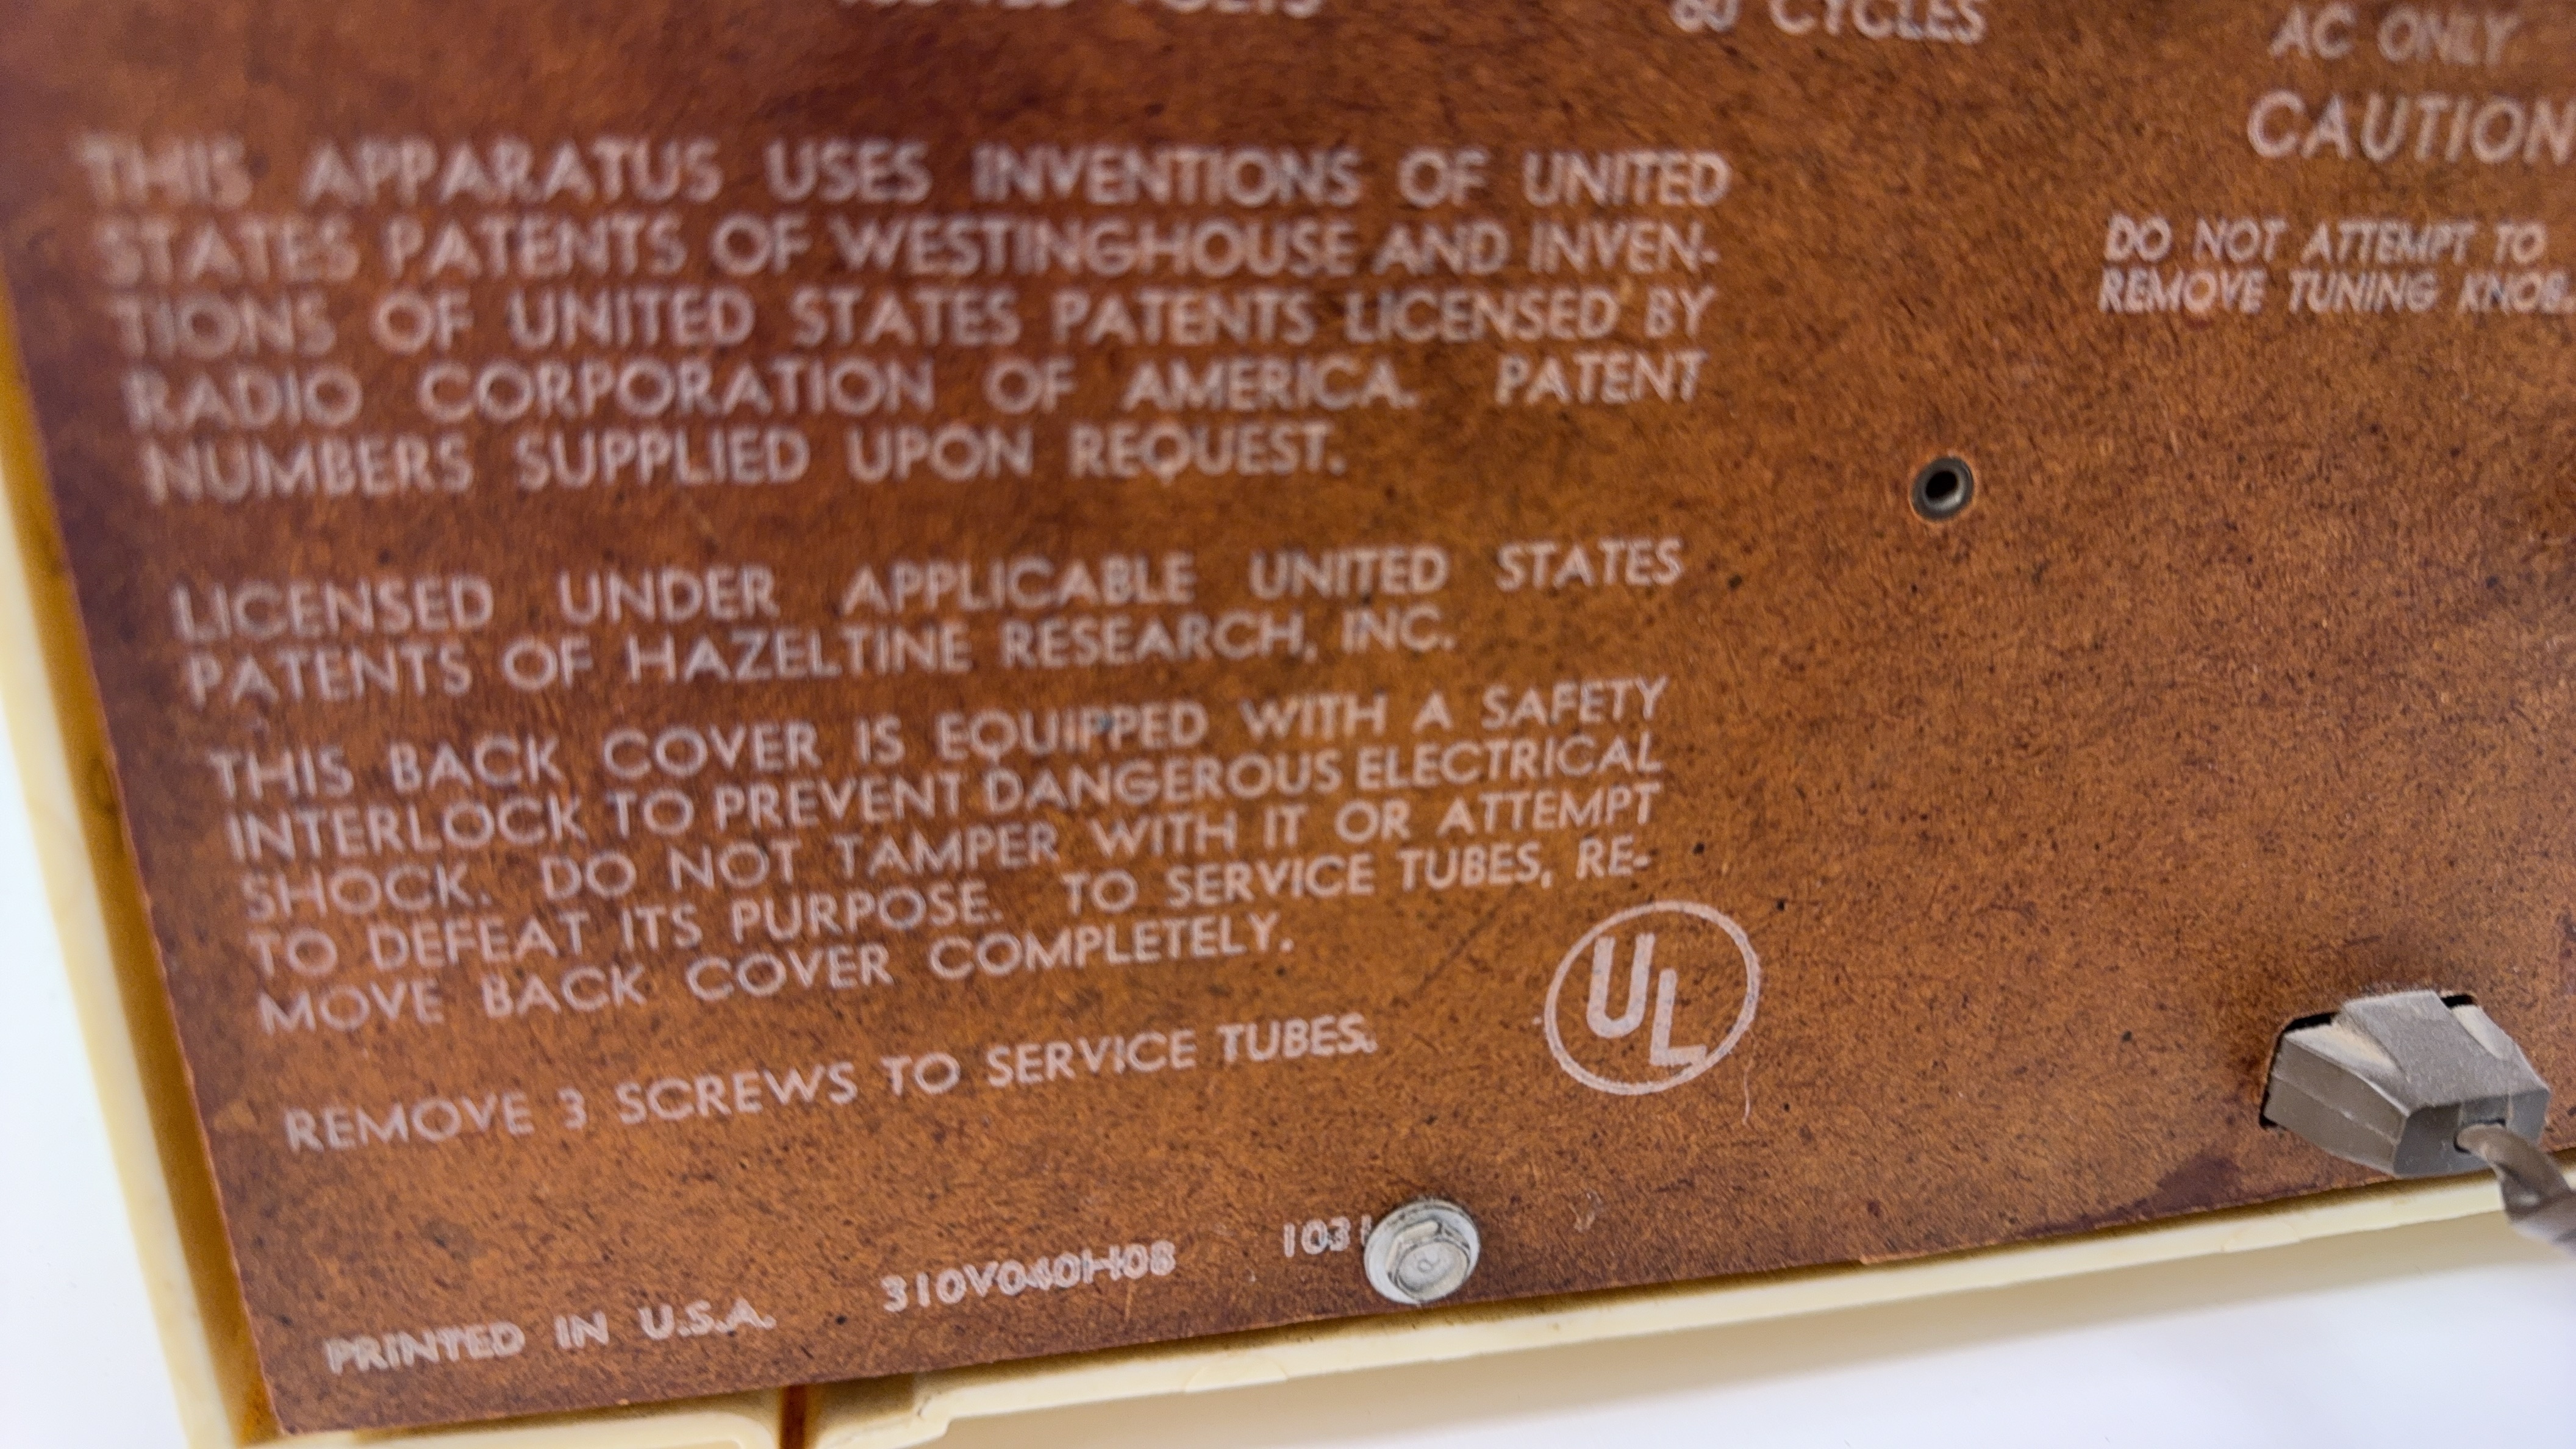 VOLTS
60 CYCLES
AC ONLY
CAUTION
DO NOT ATTEMPT TO
REMOVE TUNING KNOB
THIS APPARATUS USES INVENTIONS OF UNITED
STATES PATENTS OF WESTINGHOUSE AND INVEN-
TIONS OF UNITED STATES PATENTS LICENSED BY
RADIO CORPORATION OF AMERICA. PATENT
NUMBERS SUPPLIED UPON REQUEST.
LICENSED UNDER APPLICABLE UNITED STATES
PATENTS OF HAZELTINE RESEARCH, INC.
THIS BACK COVER IS EQUIPPED WITH A SAFETY
INTERLOCK TO PREVENT DANGEROUS ELECTRICAL
SHOCK. DO NOT TAMPER WITH IT OR ATTEMPT
TO DEFEAT ITS PURPOSE. TO SERVICE TUBES, RE-
MOVE BACK COVER COMPLETELY.
REMOVE 3 SCREWS TO SERVICE TUBES.
UL
PRINTED IN U.S.A. 310V040H08 1031